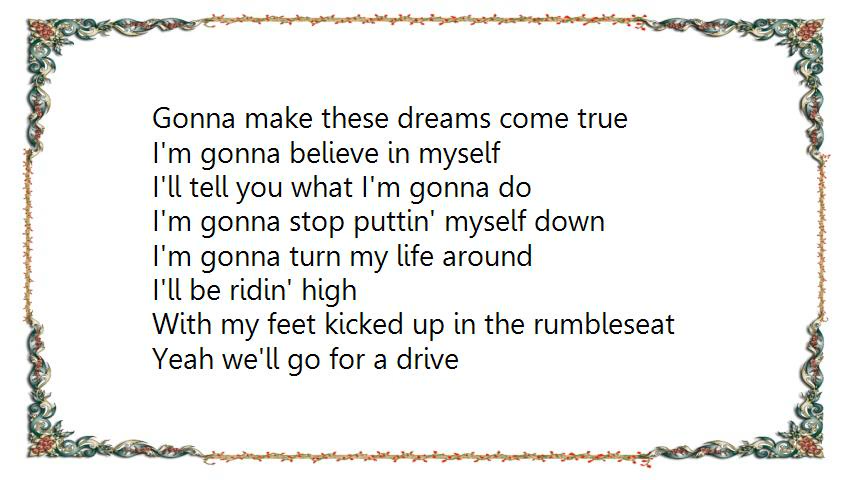 Gonna make these dreams come true
I'm gonna believe in myself
I'll tell you what I'm gonna do
I'm gonna stop puttin' myself down
I'm gonna turn my life around
I'll be ridin' high
With my feet kicked up in the rumbleseat
Yeah we'll go for a drive